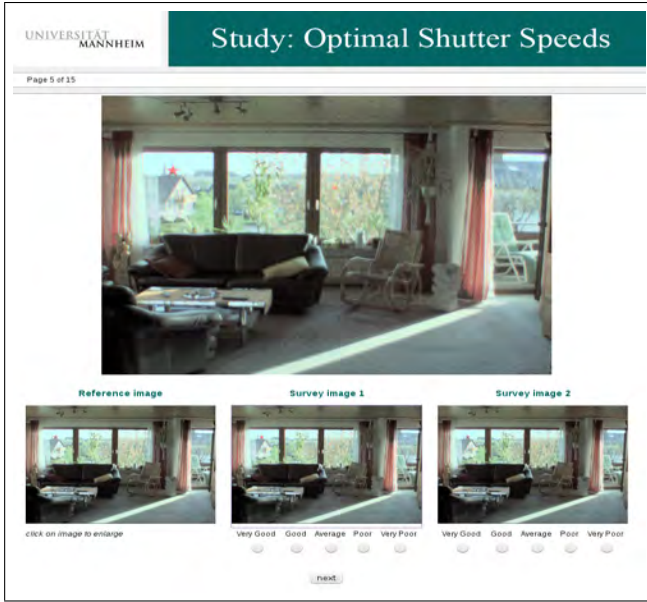 UNIVERSITÄT
MANNHEIM
Study: Optimal Shutter Speeds
Page 5 of 15
Reference image
Survey image 1
Survey image 2
click on image to enlarge
Very Good Good Average Poor Very Poor
Very Good Good Average Poor Very Poor
next